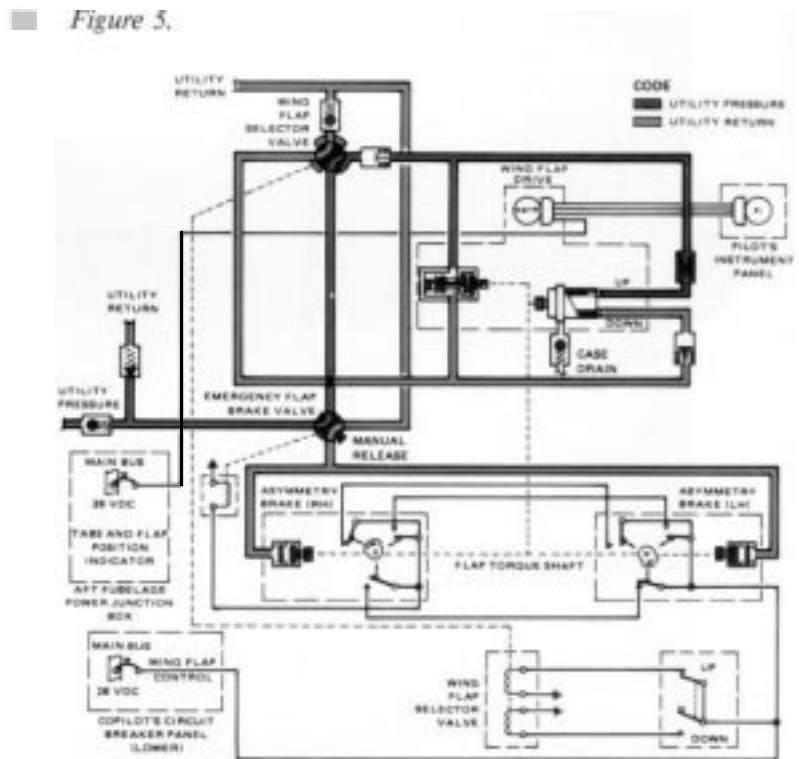 Figure 5.
UTILITY
RETURN
WING
FLAP
SELECTOR
VALVE
CODE
UTILITY PRESSURE
UTILITY RETURN
WING FLAP
DRIVE
PILOT'S
INSTRUMENT
PANEL
UP
DOWN
CASE
DRAIN
UTILITY
RETURN
UTILITY
PRESSURE
EMERGENCY FLAP
BRAKE VALVE
MANUAL
RELEASE
MAIN BUS
28 VDC
TABS AND FLAP
POSITION
INDICATOR
AFT FUSELAGE
POWER JUNCTION
BOX
ASYMMETRY
BRAKE (RH)
ASYMMETRY
BRAKE (LH)
FLAP TORQUE SHAFT
MAIN BUS
WING FLAP
CONTROL
28 VDC
COPILOT'S CIRCUIT
BREAKER PANEL
(LOWER)
WING
FLAP
SELECTOR
VALVE
UP
DOWN